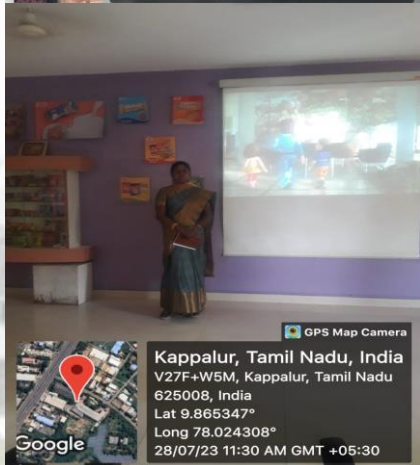 GPS Map Camera
Kappalur, Tamil Nadu, India
V27F+W5M, Kappalur, Tamil Nadu
625008, India
Lat 9.865347°
Long 78.024308°
28/07/23 11:30 AM GMT +05:30
Google